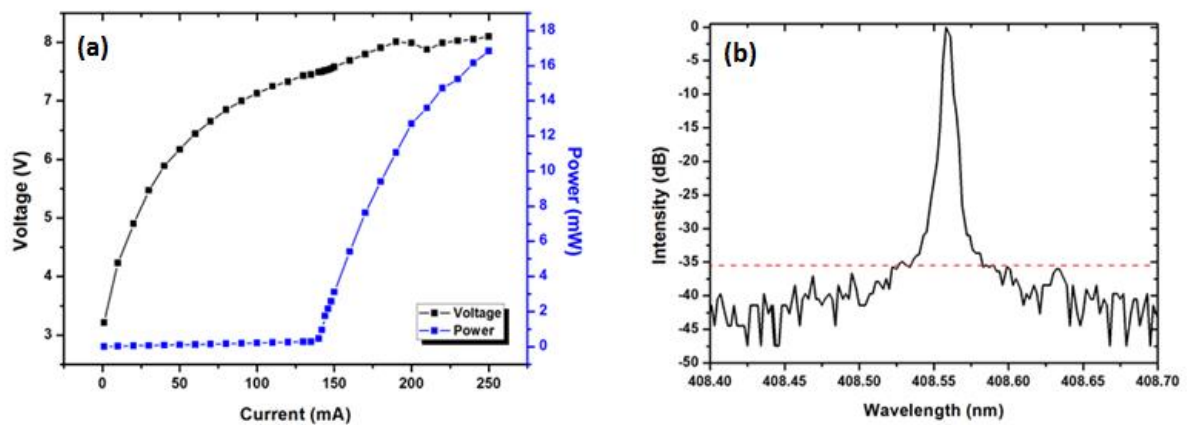 (a)
8
7
6
5
4
3
Voltage (V)
18
16
14
12
10
8
6
4
2
0
Power (mW)
Voltage
Power
0 50 100 150 200 250
Current (mA)
(b)
0
-5
-10
-15
-20
-25
-30
-35
-40
-45
-50
Intensity (dB)
408.40 408.45 408.50 408.55 408.60 408.65 408.70
Wavelength (nm)